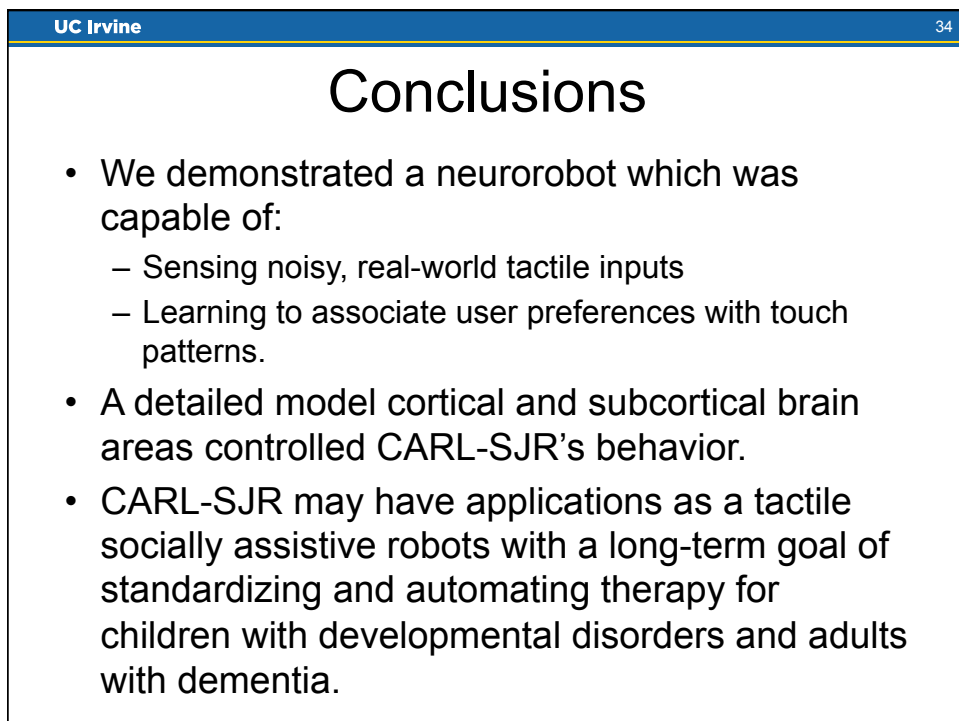 UC Irvine
34
Conclusions
• We demonstrated a neurorobot which was
capable of:
– Sensing noisy, real-world tactile inputs
– Learning to associate user preferences with touch
patterns.
• A detailed model cortical and subcortical brain
areas controlled CARL-SJR’s behavior.
• CARL-SJR may have applications as a tactile
socially assistive robots with a long-term goal of
standardizing and automating therapy for
children with developmental disorders and adults
with dementia.